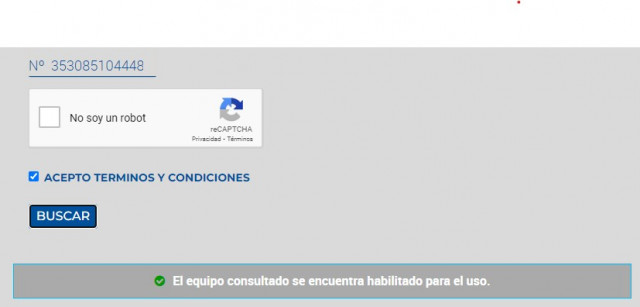 Nº 353085104448
No soy un robot
reCAPTCHA
Privacidad - Términos
ACEPTO TERMINOS Y CONDICIONES
BUSCAR
El equipo consultado se encuentra habilitado para el uso.